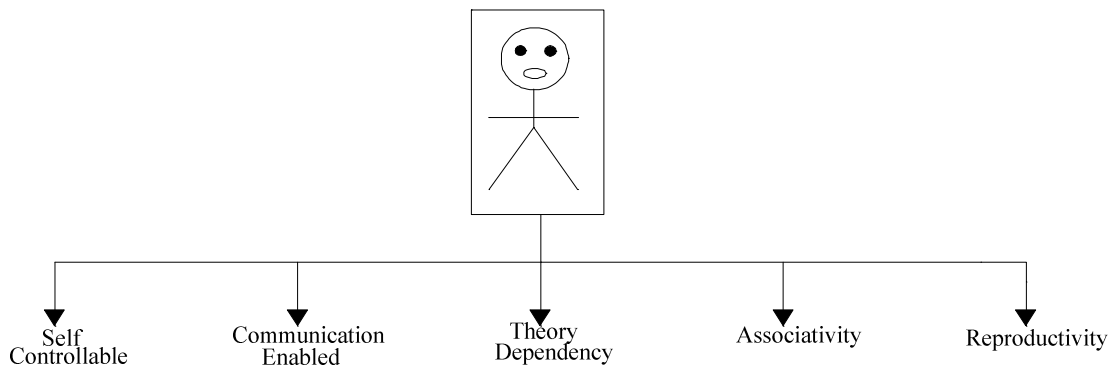 Self
Controllable
Communication
Enabled
Theory
Dependency
Associativity
Reproductivity